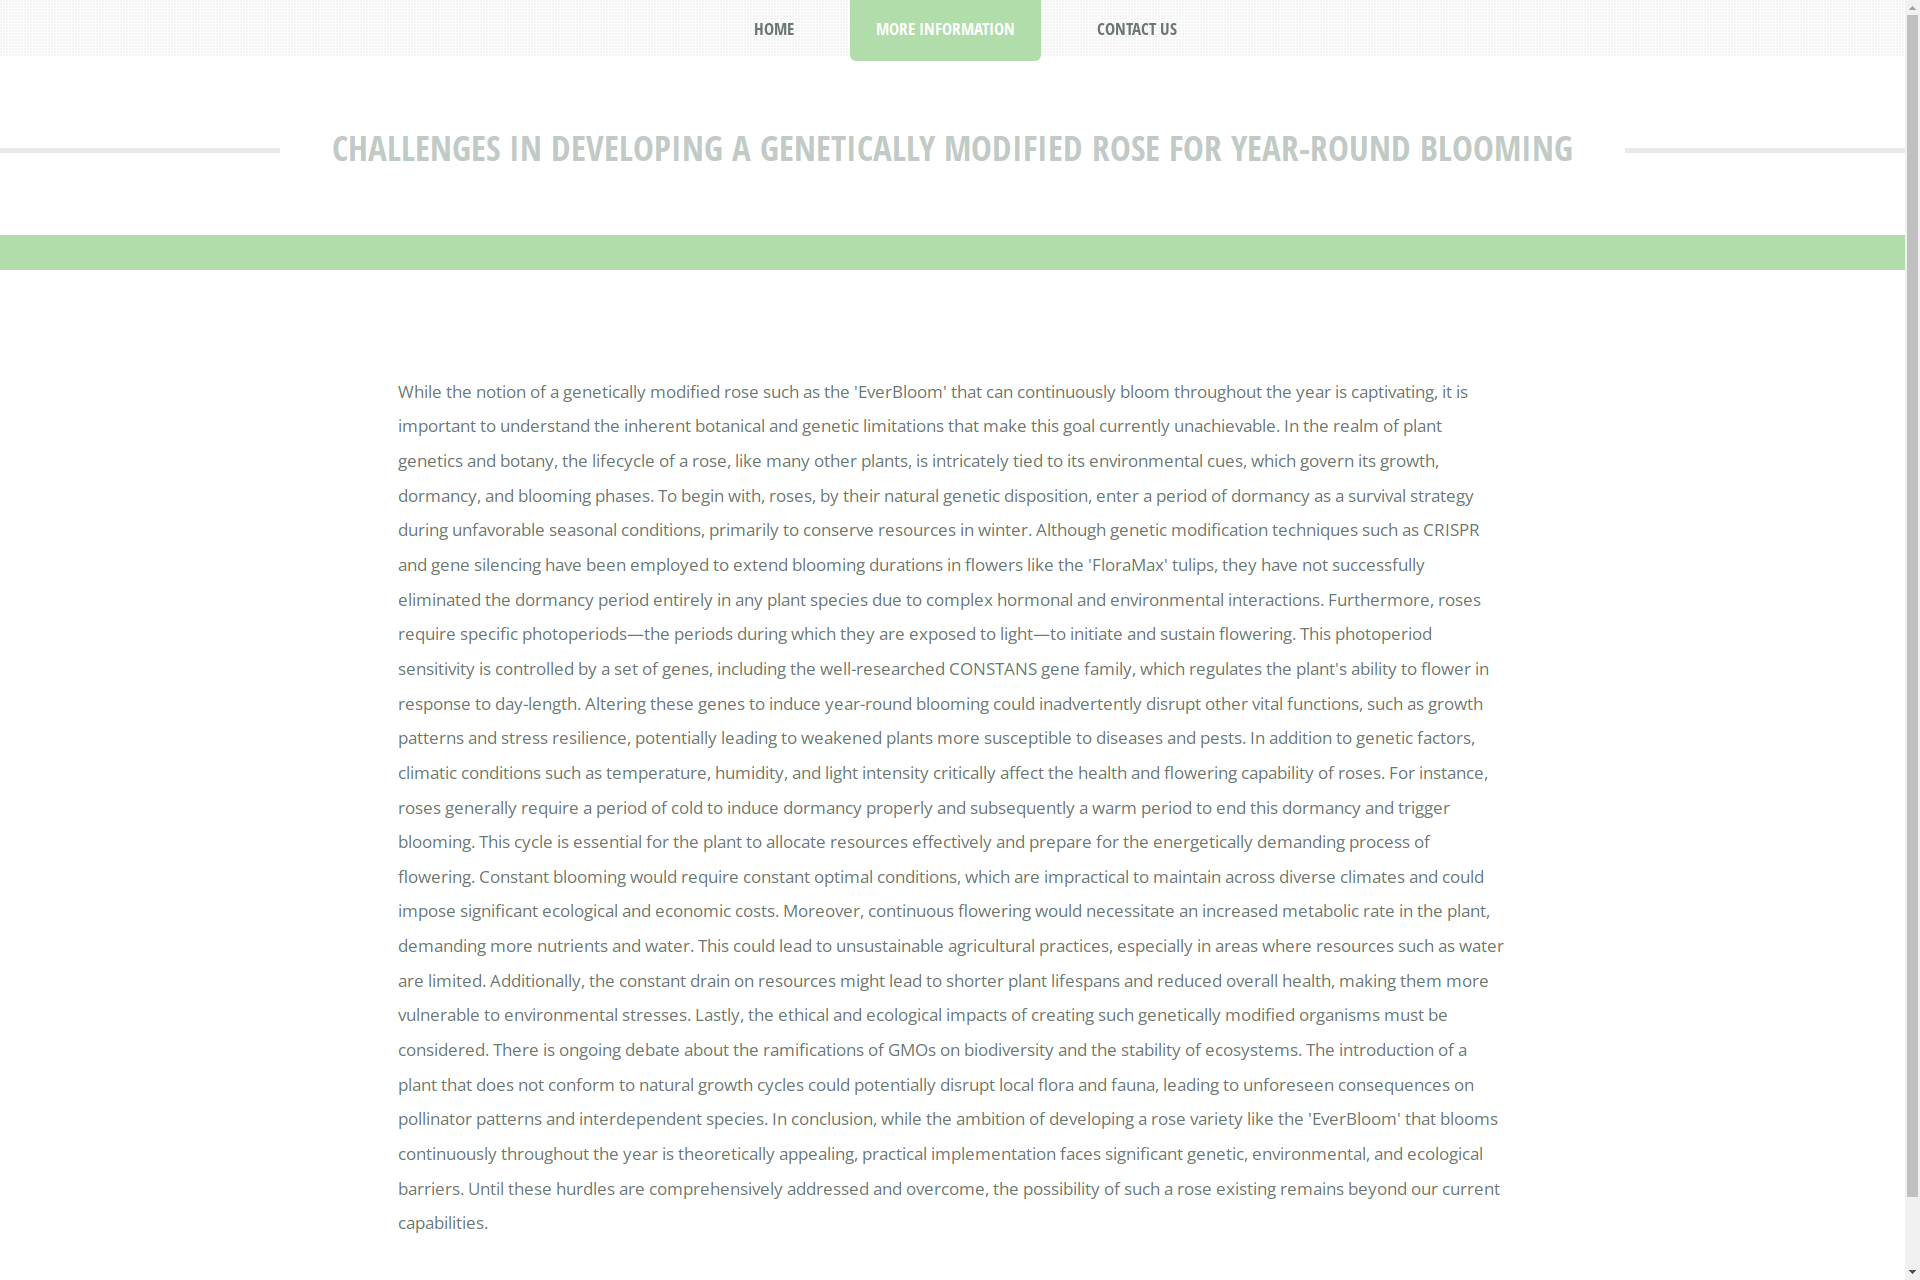 HOME
MORE INFORMATION
CONTACT US
CHALLENGES IN DEVELOPING A GENETICALLY MODIFIED ROSE FOR YEAR-ROUND BLOOMING
While the notion of a genetically modified rose such as the 'EverBloom' that can continuously bloom throughout the year is captivating, it is
important to understand the inherent botanical and genetic limitations that make this goal currently unachievable. In the realm of plant
genetics and botany, the lifecycle of a rose, like many other plants, is intricately tied to its environmental cues, which govern its growth,
dormancy, and blooming phases. To begin with, roses, by their natural genetic disposition, enter a period of dormancy as a survival strategy
during unfavorable seasonal conditions, primarily to conserve resources in winter. Although genetic modification techniques such as CRISPR
and gene silencing have been employed to extend blooming durations in flowers like the 'FloraMax' tulips, they have not successfully
eliminated the dormancy period entirely in any plant species due to complex hormonal and environmental interactions. Furthermore, roses
require specific photoperiods—the periods during which they are exposed to light—to initiate and sustain flowering. This photoperiod
sensitivity is controlled by a set of genes, including the well-researched CONSTANS gene family, which regulates the plant's ability to flower in
response to day-length. Altering these genes to induce year-round blooming could inadvertently disrupt other vital functions, such as growth
patterns and stress resilience, potentially leading to weakened plants more susceptible to diseases and pests. In addition to genetic factors,
climatic conditions such as temperature, humidity, and light intensity critically affect the health and flowering capability of roses. For instance,
roses generally require a period of cold to induce dormancy properly and subsequently a warm period to end this dormancy and trigger
blooming. This cycle is essential for the plant to allocate resources effectively and prepare for the energetically demanding process of
flowering. Constant blooming would require constant optimal conditions, which are impractical to maintain across diverse climates and could
impose significant ecological and economic costs. Moreover, continuous flowering would necessitate an increased metabolic rate in the plant,
demanding more nutrients and water. This could lead to unsustainable agricultural practices, especially in areas where resources such as water
are limited. Additionally, the constant drain on resources might lead to shorter plant lifespans and reduced overall health, making them more
vulnerable to environmental stresses. Lastly, the ethical and ecological impacts of creating such genetically modified organisms must be
considered. There is ongoing debate about the ramifications of GMOs on biodiversity and the stability of ecosystems. The introduction of a
plant that does not conform to natural growth cycles could potentially disrupt local flora and fauna, leading to unforeseen consequences on
pollinator patterns and interdependent species. In conclusion, while the ambition of developing a rose variety like the 'EverBloom' that blooms
continuously throughout the year is theoretically appealing, practical implementation faces significant genetic, environmental, and ecological
barriers. Until these hurdles are comprehensively addressed and overcome, the possibility of such a rose existing remains beyond our current
capabilities.